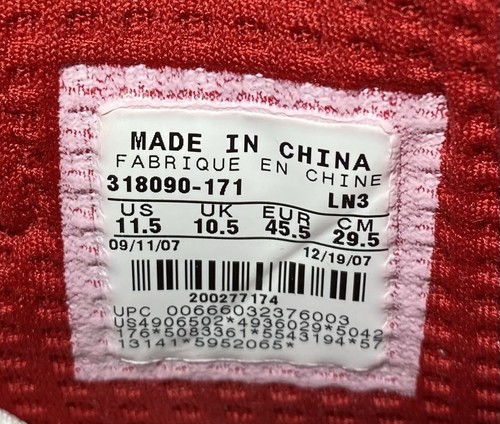 MADE IN CHINA
FABRIQUE EN CHINE
318090-171 LN3
US UK EUR CM
11.5 10.5 45.5 29.5
09/11/07 12/19/07
200277174
UPC 00666032376003
US4906502*4936029*5042
176*5083361*5543194*57
13141*5952065*